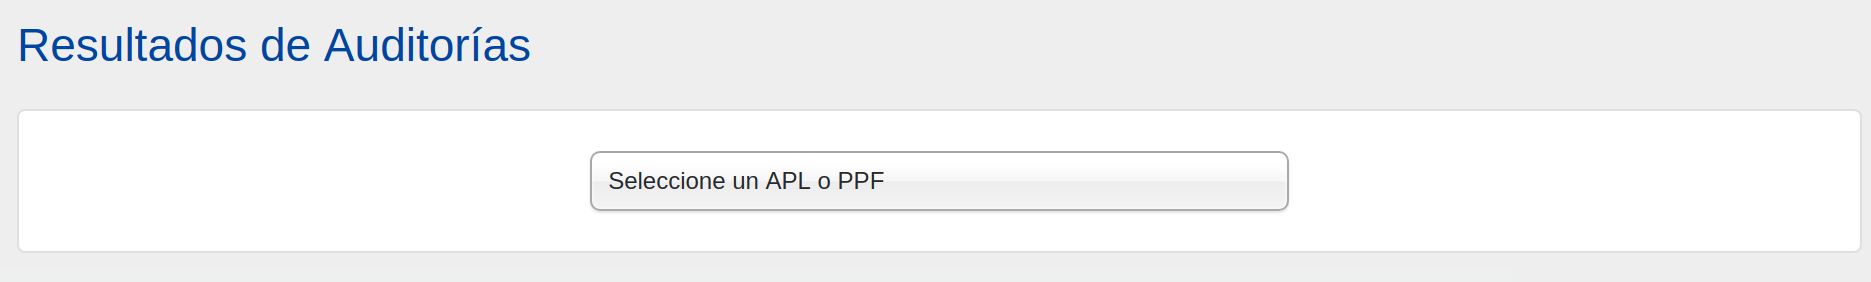 Resultados de Auditorías
Seleccione un APL o PPF